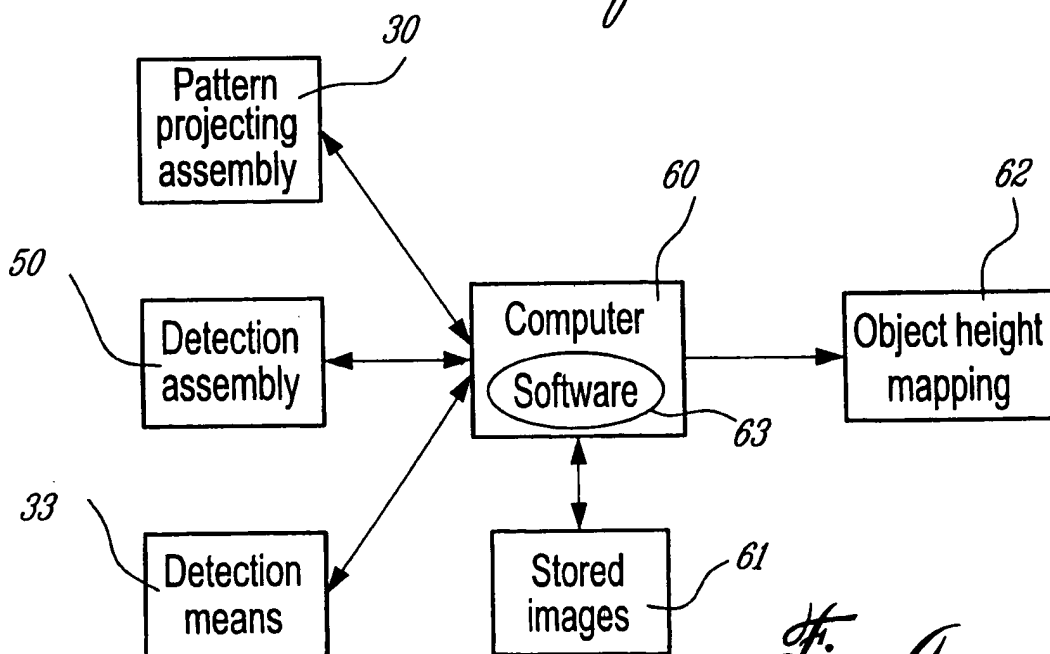 30
Pattern
projecting
assembly
60
62
50
Detection
assembly
Computer
Software
63
Object height
mapping
33
Detection
means
Stored
images
61